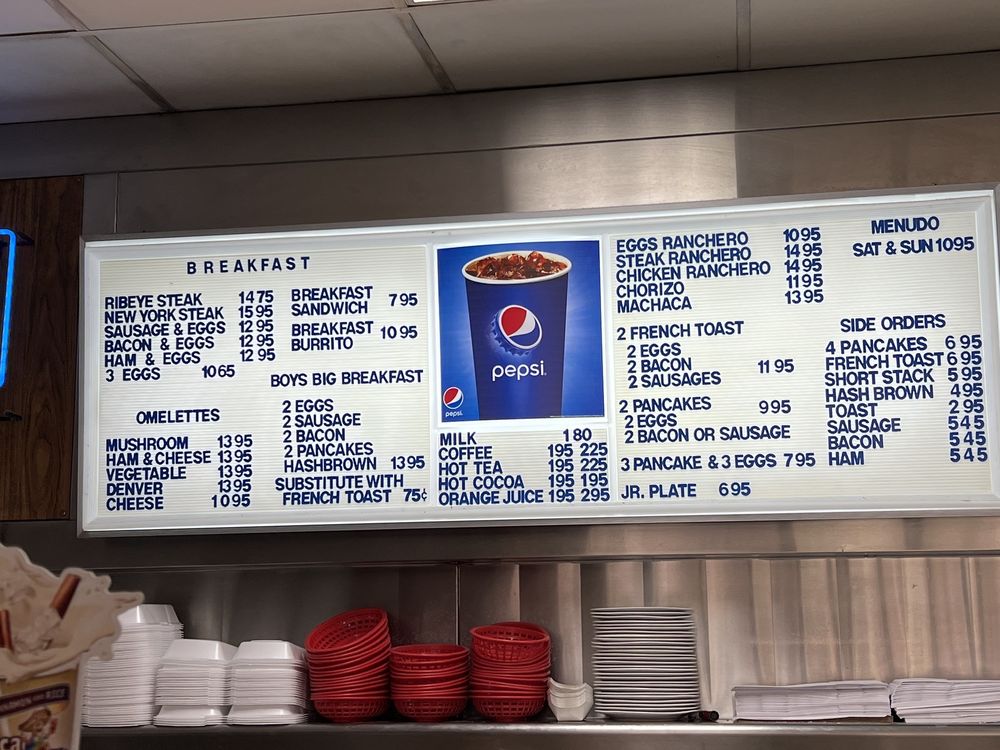 BREAKFAST
RIBEYE STEAK 1475
NEW YORK STEAK 1595
SAUSAGE & EGGS 1295
BACON & EGGS 1295
HAM & EGGS 1295
3 EGGS 1065
OMELETTES
MUSHROOM 1395
HAM & CHEESE 1395
VEGETABLE 1395
DENVER 1395
CHEESE 1095
BREAKFAST
SANDWICH 795
BREAKFAST
BURRITO 1095
BOYS BIG BREAKFAST
2 EGGS
2 SAUSAGE
2 BACON
2 PANCAKES
HASHBROWN 1395
SUBSTITUTE WITH
FRENCH TOAST 75¢
pepsi
pepsi
MILK 180
COFFEE 195 225
HOT TEA 195 225
HOT COCOA 195 195
ORANGE JUICE 195 295
EGGS RANCHERO 1095
STEAK RANCHERO 1495
CHICKEN RANCHERO 1495
CHORIZO 1195
MACHACA 1395
2 FRENCH TOAST
2 EGGS
2 BACON 1195
2 SAUSAGES
2 PANCAKES 995
2 EGGS
2 BACON OR SAUSAGE
3 PANCAKE & 3 EGGS 795
JR. PLATE 695
MENUDO
SAT & SUN 1095
SIDE ORDERS
4 PANCAKES 695
FRENCH TOAST 695
SHORT STACK 595
HASH BROWN 495
TOAST 295
SAUSAGE 545
BACON 545
HAM 545